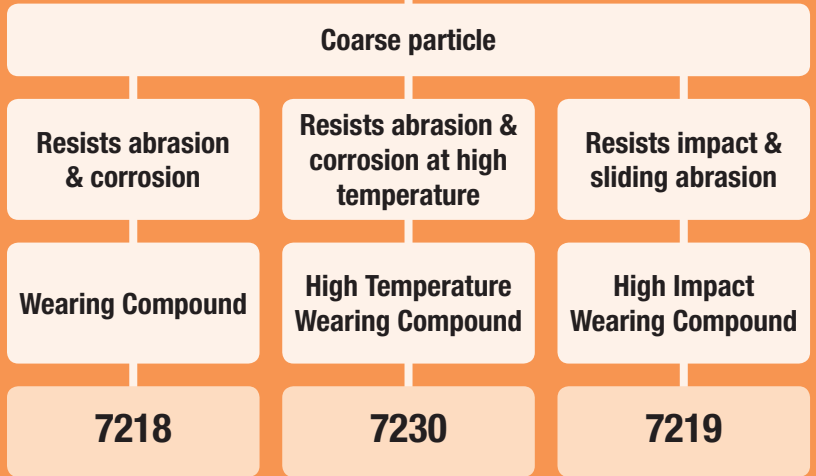 Coarse particle
Resists abrasion
& corrosion
Resists abrasion &
corrosion at high
temperature
Resists impact &
sliding abrasion
Wearing Compound
High Temperature
Wearing Compound
High Impact
Wearing Compound
7218
7230
7219